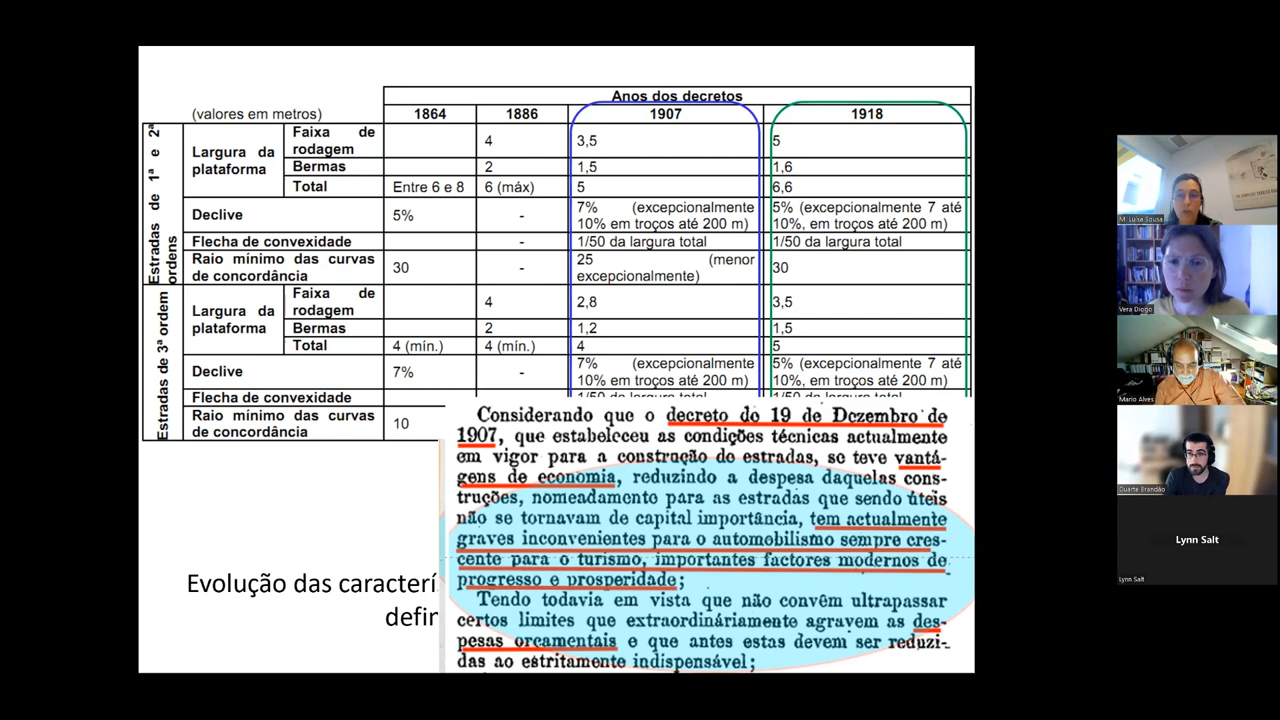 Anos dos decretos
(valores em metros) 1864 1886 1907 1918
Estradas de 1ª e 2ª ordens
Largura da plataforma
Faixa de rodagem 4 3,5 5
Bermas 2 1,5 1,6
Total Entre 6 e 8 6 (máx) 5 6,6
Declive 5% - 7% (excepcionalmente 10% em troços até 200 m) 5% (excepcionalmente 7 até 10%, em troços até 200 m)
Flecha de convexidade - 1/50 da largura total 1/50 da largura total
Raio mínimo das curvas de concordância 30 - 25 (menor excepcionalmente) 30
Estradas de 3ª ordem
Largura da plataforma
Faixa de rodagem 4 2,8 3,5
Bermas 2 1,2 1,5
Total 4 (mín.) 4 (mín.) 4 5
Declive 7% - 7% (excepcionalmente 10% em troços até 200 m) 5% (excepcionalmente 7 até 10%, em troços até 200 m)
Flecha de convexidade
Raio mínimo das curvas de concordância 10
Considerando que o decreto de 19 de Dezembro de
1907, que estabeleceu as condições técnicas actualmente
em vigor para a construção de estradas, se teve vantá-
gens de economia, reduzindo a despesa daquelas cons-
truções, nomeadamento para as estradas que sendo úteis
não se tornavam de capital importância, tem actualmente
graves inconvenientes para o automobilismo sempre cres-
cente para o turismo, importantes factores modernos de
progresso e prosperidade;
Tendo todavia em vista que não convêm ultrapassar
certos limites que extraordináriamente agravem as des-
pesas orçamentais e que antes estas devem ser reduzi-
das ao estritamente indispensável;
Evolução das caracterí
defin
M. Luísa Sousa
Vera Diogo
Mario Alves
Duarte Brandão
Lynn Salt
Lynn Salt